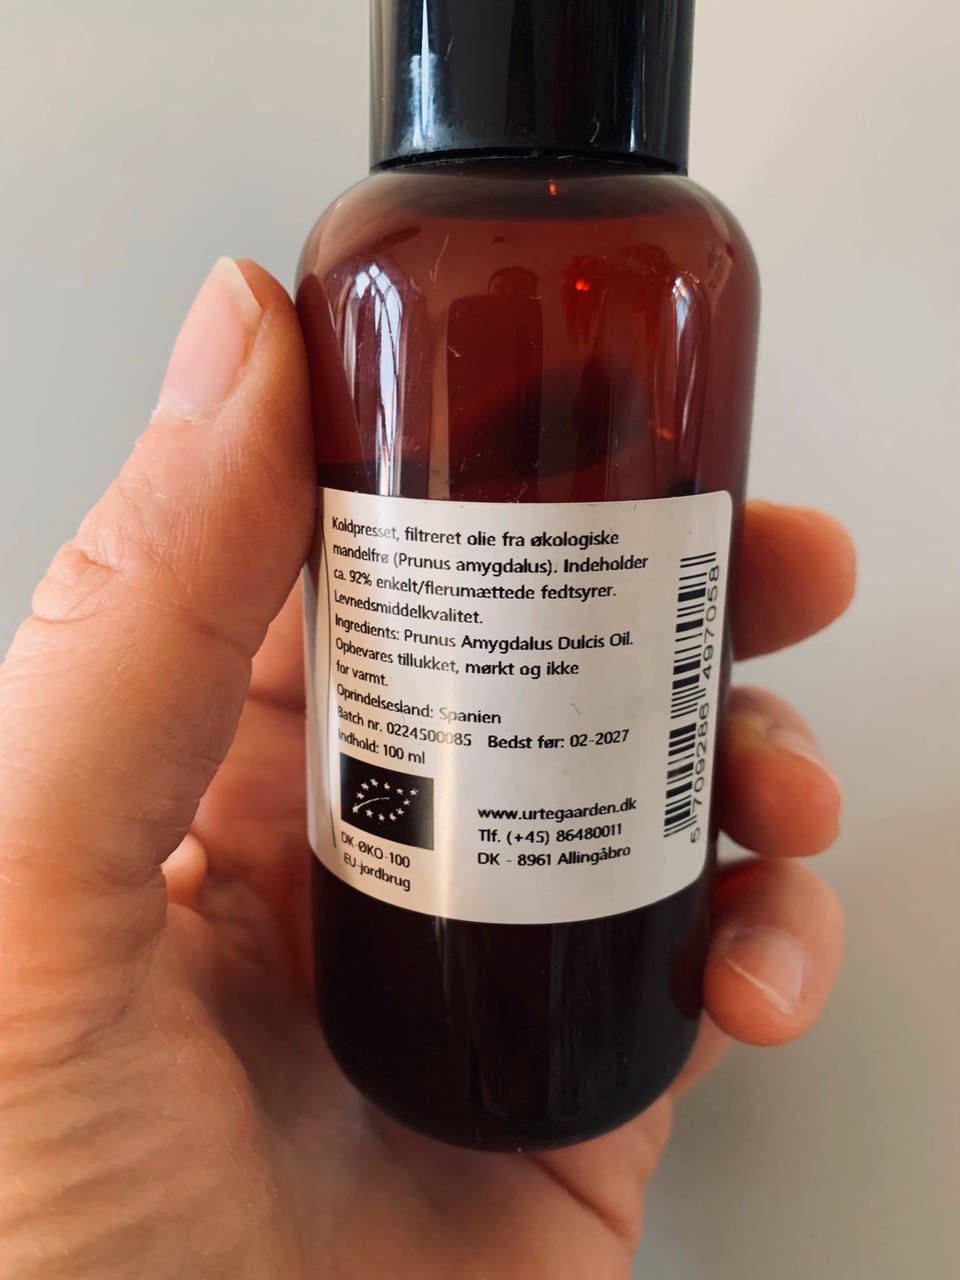 Koldpresset, filtreret olie fra økologiske
mandelfrø (Prunus amygdalus). Indeholder
ca. 92% enkelt/flerumættede fedtsyrer.
Levnedsmiddelkvalitet.
Ingredients: Prunus Amygdalus Dulcis Oil.
Opbevares tillukket, mørkt og ikke
for varmt.
Oprindelsesland: Spanien
Batch nr. 0224500085 Bedst før: 02-2027
Indhold: 100 ml
DK-ØKO-100
EU-jordbrug
www.urtegaarden.dk
Tlf. (+45) 86480011
DK - 8961 Allingåbro
5 709286 497058